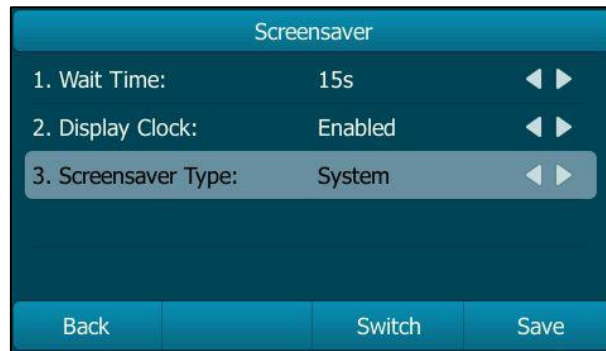 Screensaver
1. Wait Time: 15s
2. Display Clock: Enabled
3. Screensaver Type: System
Back Switch Save